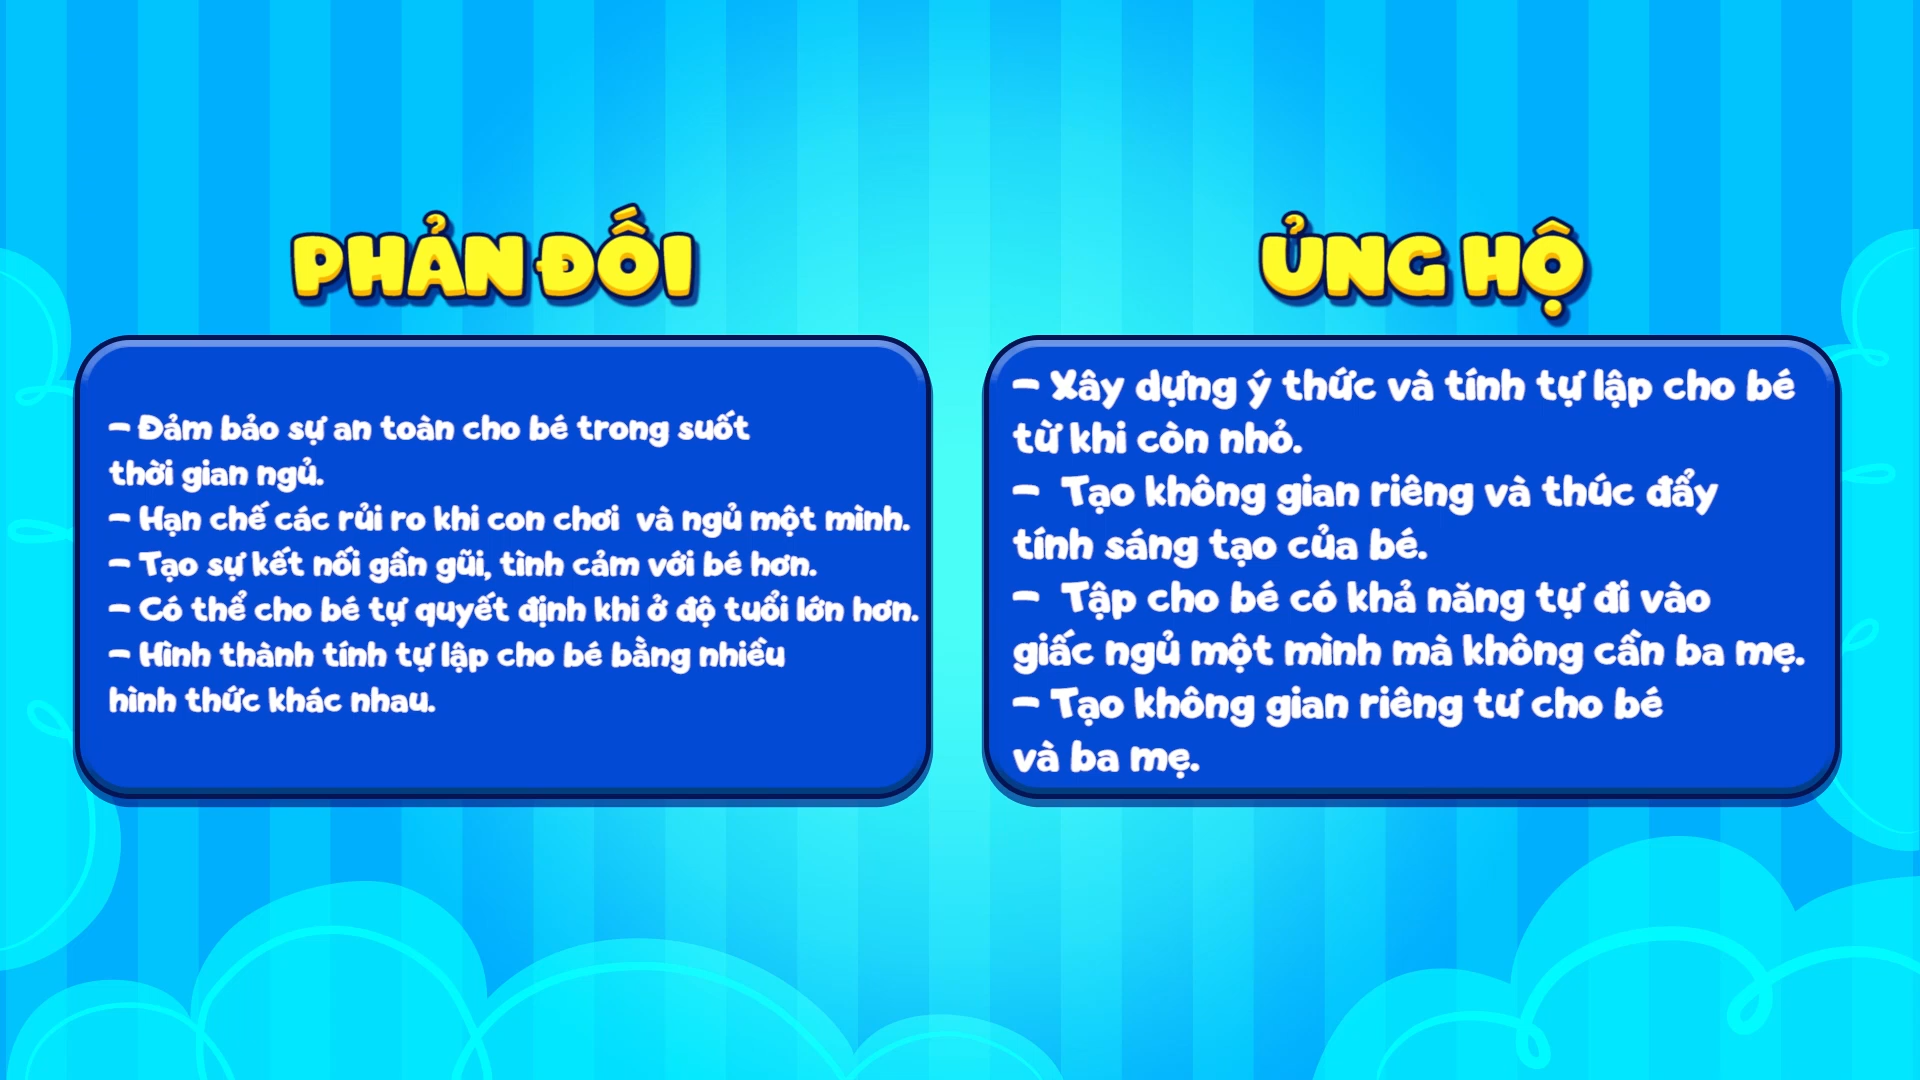 PHẢN ĐỐI
– Đảm bảo sự an toàn cho bé trong suốt
thời gian ngủ.
– Hạn chế các rủi ro khi con chơi  và ngủ một mình.
– Tạo sự kết nối gần gũi, tình cảm với bé hơn.
– Có thể cho bé tự quyết định khi ở độ tuổi lớn hơn.
– Hình thành tính tự lập cho bé bằng nhiều
hình thức khác nhau.
ỦNG HỘ
– Xây dựng ý thức và tính tự lập cho bé
từ khi còn nhỏ.
–  Tạo không gian riêng và thúc đẩy
tính sáng tạo của bé.
–  Tập cho bé có khả năng tự đi vào
giấc ngủ một mình mà không cần ba mẹ.
– Tạo không gian riêng tư cho bé
và ba mẹ.